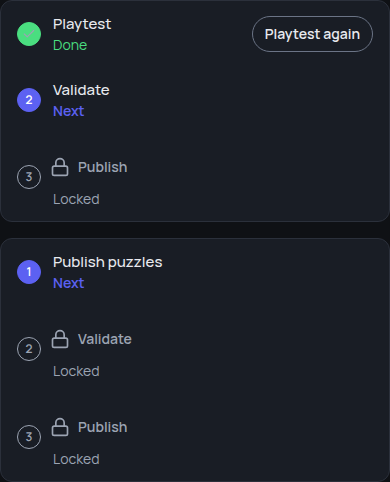 Playtest
Done
Playtest again
2
Validate
Next
3
Publish
Locked
1
Publish puzzles
Next
2
Validate
Locked
3
Publish
Locked